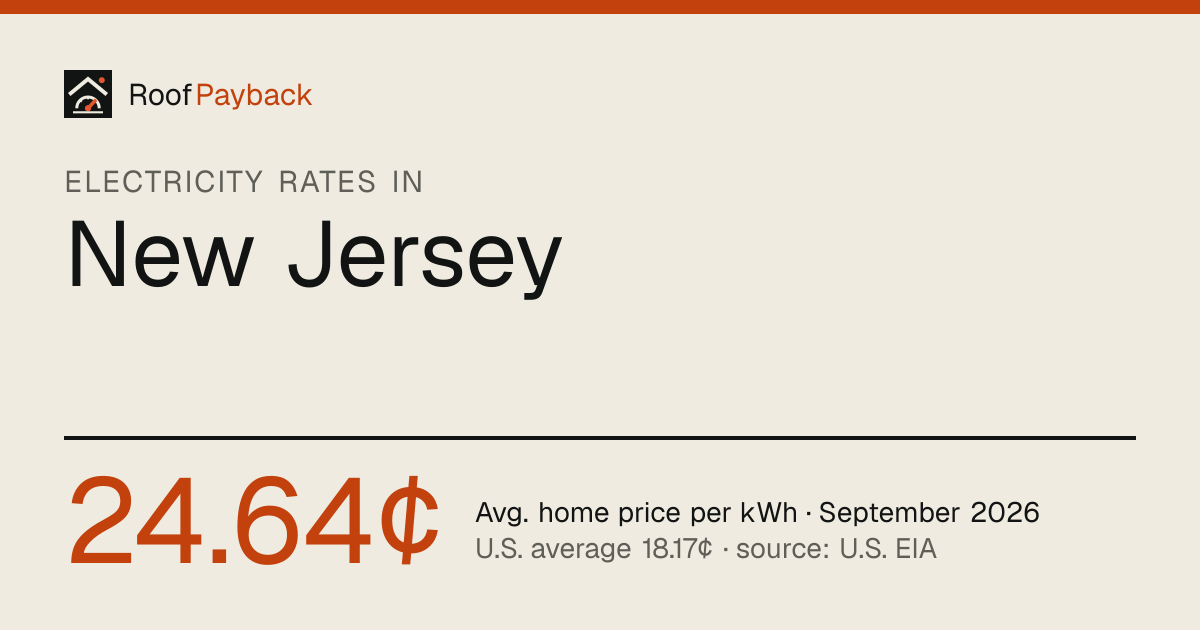 RoofPayback
ELECTRICITY RATES IN
New Jersey
24.64¢
Avg. home price per kWh · September 2026
U.S. average 18.17¢ · source: U.S. EIA